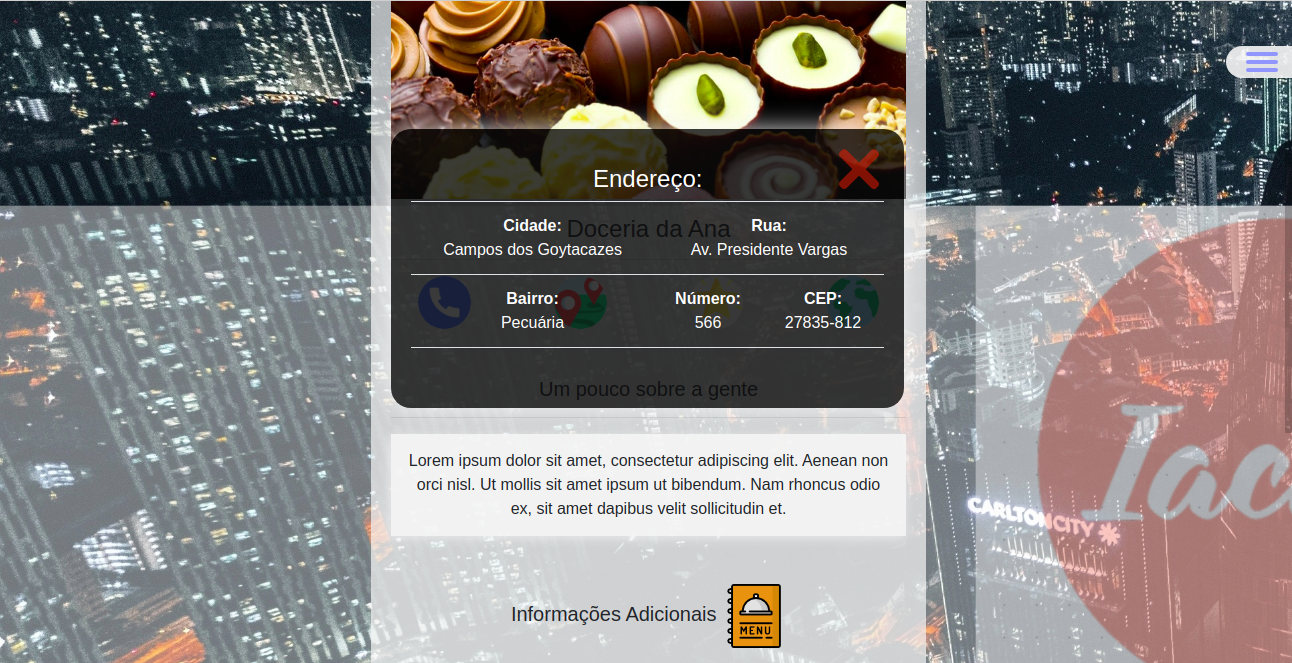 Endereço:
Cidade:
Rua:
Doceria da Ana
Campos dos Goytacazes
Av. Presidente Vargas
Bairro:
Número:
CEP:
Pecuária
566
27835-812
Um pouco sobre a gente
Lorem ipsum dolor sit amet, consectetur adipiscing elit. Aenean non
orci nisl. Ut mollis sit amet ipsum ut bibendum. Nam rhoncus odio
ex, sit amet dapibus velit sollicitudin et.
CARLTON CITY
Informações Adicionais
MENU